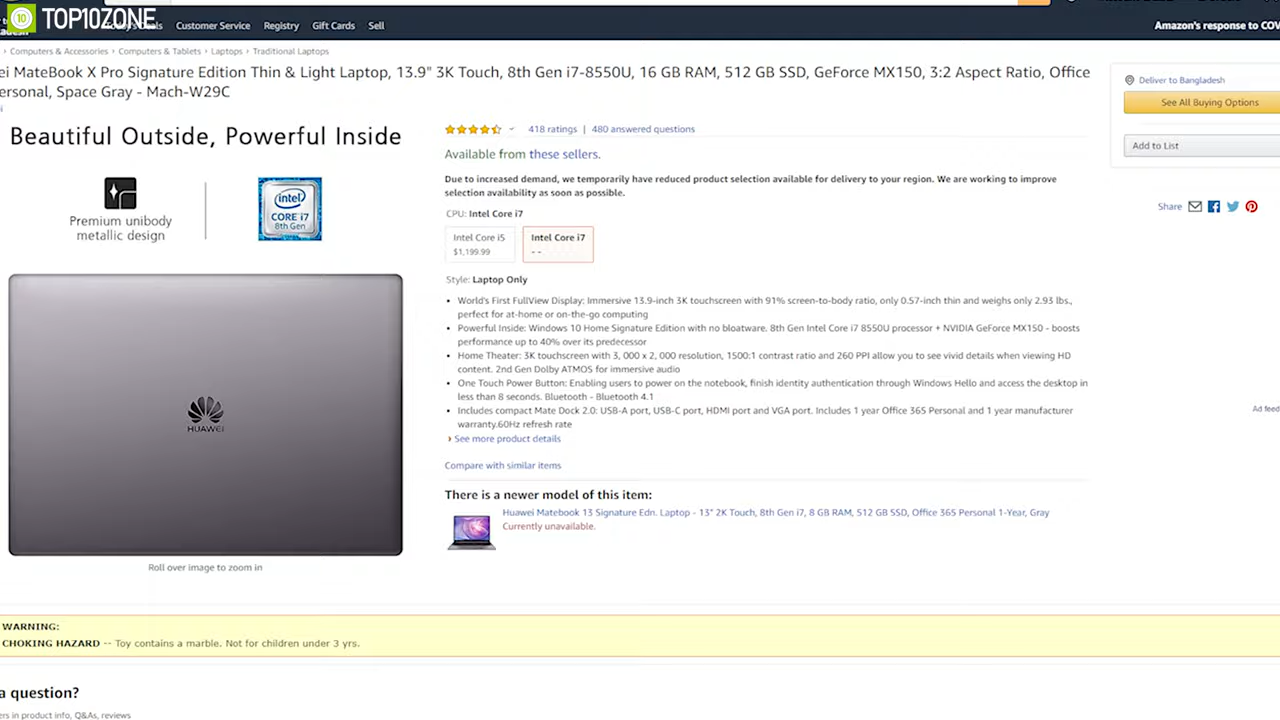 TOP10ZONE
Today's Deals Customer Service Registry Gift Cards Sell
Amazon's response to COV
› Computers & Accessories › Computers & Tablets › Laptops › Traditional Laptops
ei MateBook X Pro Signature Edition Thin & Light Laptop, 13.9" 3K Touch, 8th Gen i7-8550U, 16 GB RAM, 512 GB SSD, GeForce MX150, 3:2 Aspect Ratio, Office
ersonal, Space Gray - Mach-W29C
Beautiful Outside, Powerful Inside
Premium unibody
metallic design
intel
CORE i7
8th Gen
HUAWEI
Roll over image to zoom in
418 ratings | 480 answered questions
Available from these sellers.
Due to increased demand, we temporarily have reduced product selection available for delivery to your region. We are working to improve
selection availability as soon as possible.
CPU: Intel Core i7
Intel Core i5 Intel Core i7
$1,199.99 - -
Style: Laptop Only
• World's First FullView Display: Immersive 13.9-inch 3K touchscreen with 91% screen-to-body ratio, only 0.57-inch thin and weighs only 2.93 lbs.,
perfect for at-home or on-the-go computing
• Powerful Inside: Windows 10 Home Signature Edition with no bloatware. 8th Gen Intel Core i7 8550U processor + NVIDIA GeForce MX150 - boosts
performance up to 40% over its predecessor
• Home Theater: 3K touchscreen with 3, 000 x 2, 000 resolution, 1500:1 contrast ratio and 260 PPI allow you to see vivid details when viewing HD
content. 2nd Gen Dolby ATMOS for immersive audio
• One Touch Power Button: Enabling users to power on the notebook, finish identity authentication through Windows Hello and access the desktop in
less than 8 seconds. Bluetooth - Bluetooth 4.1
• Includes compact Mate Dock 2.0: USB-A port, USB-C port, HDMI port and VGA port. Includes 1 year Office 365 Personal and 1 year manufacturer
warranty.60Hz refresh rate
› See more product details
Compare with similar items
There is a newer model of this item:
Huawei Matebook 13 Signature Edn. Laptop - 13" 2K Touch, 8th Gen i7, 8 GB RAM, 512 GB SSD, Office 365 Personal 1-Year, Gray
Currently unavailable.
Deliver to Bangladesh
See All Buying Options
Add to List
Share
Ad feed
WARNING:
CHOKING HAZARD -- Toy contains a marble. Not for children under 3 yrs.
a question?
ers in product info, Q&As, reviews